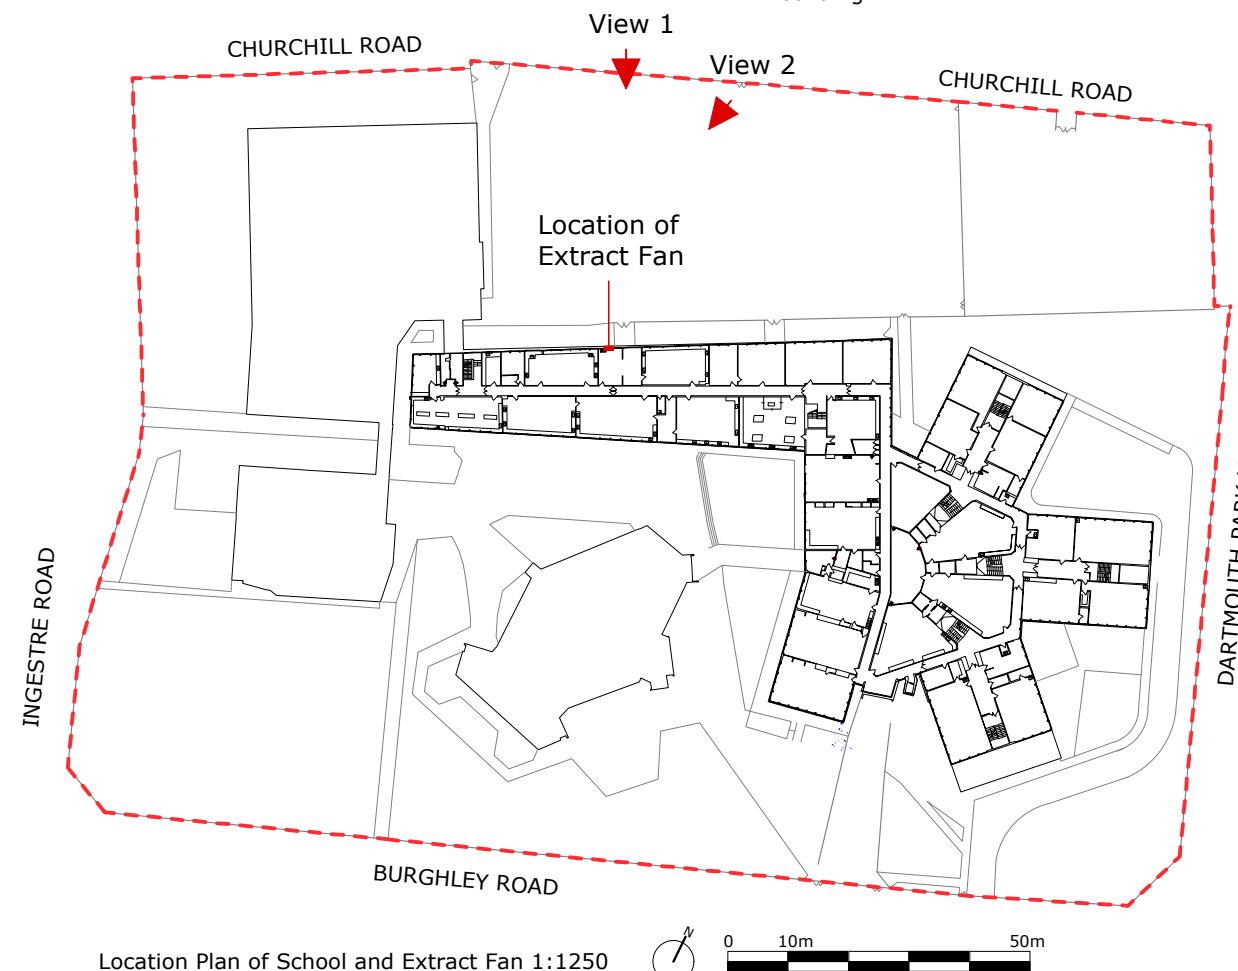 View 1
CHURCHILL ROAD
View 2
CHURCHILL ROAD
Location of
Extract Fan
INGESTRE ROAD
DARTMOUTH PARK
BURGHLEY ROAD
N
0 10m 50m
Location Plan of School and Extract Fan 1:1250